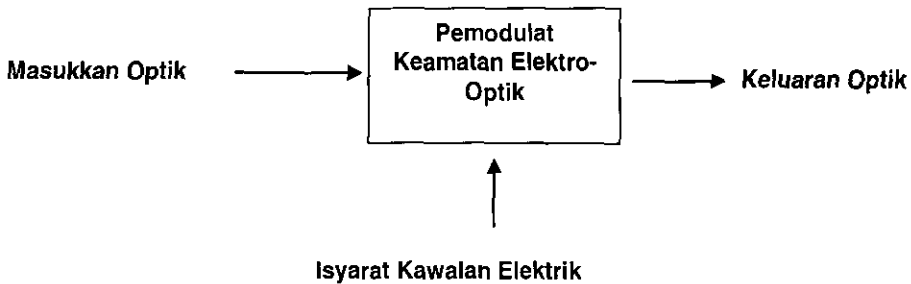 Pemodulat
Keamatan Elektro-
Optik
Masukkan Optik
Keluaran Optik
Isyarat Kawalan Elektrik